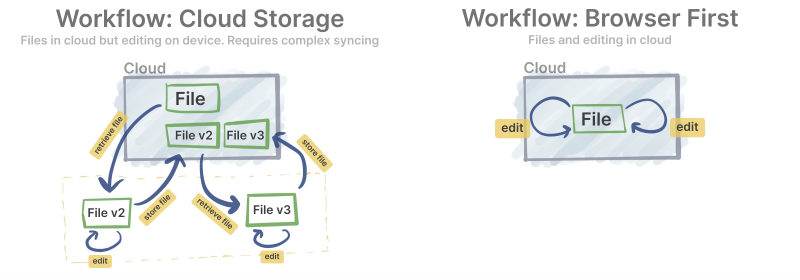 Workflow: Cloud Storage
Files in cloud but editing on device. Requires complex syncing
Cloud
File
File v2
File v3
retrieve file
store file
File v2
store file
retrieve file
File v3
edit
edit
Workflow: Browser First
Files and editing in cloud
Cloud
edit
File
edit